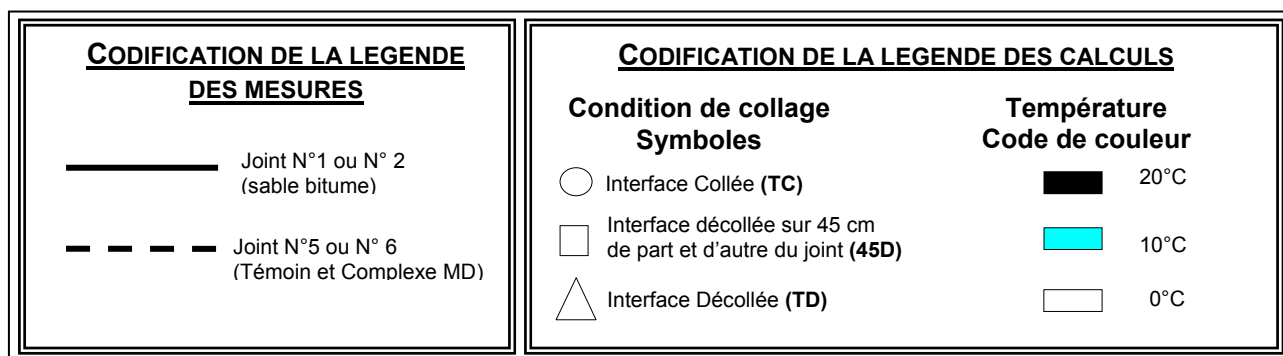 CODIFICATION DE LA LEGENDE
DES MESURES
Joint N°1 ou N° 2
(sable bitume)
Joint N°5 ou N° 6
(Témoin et Complexe MD)
CODIFICATION DE LA LEGENDE DES CALCULS
Condition de collage
Symboles
Interface Collée (TC)
Interface décollée sur 45 cm
de part et d'autre du joint (45D)
Interface Décollée (TD)
Température
Code de couleur
20°C
10°C
0°C